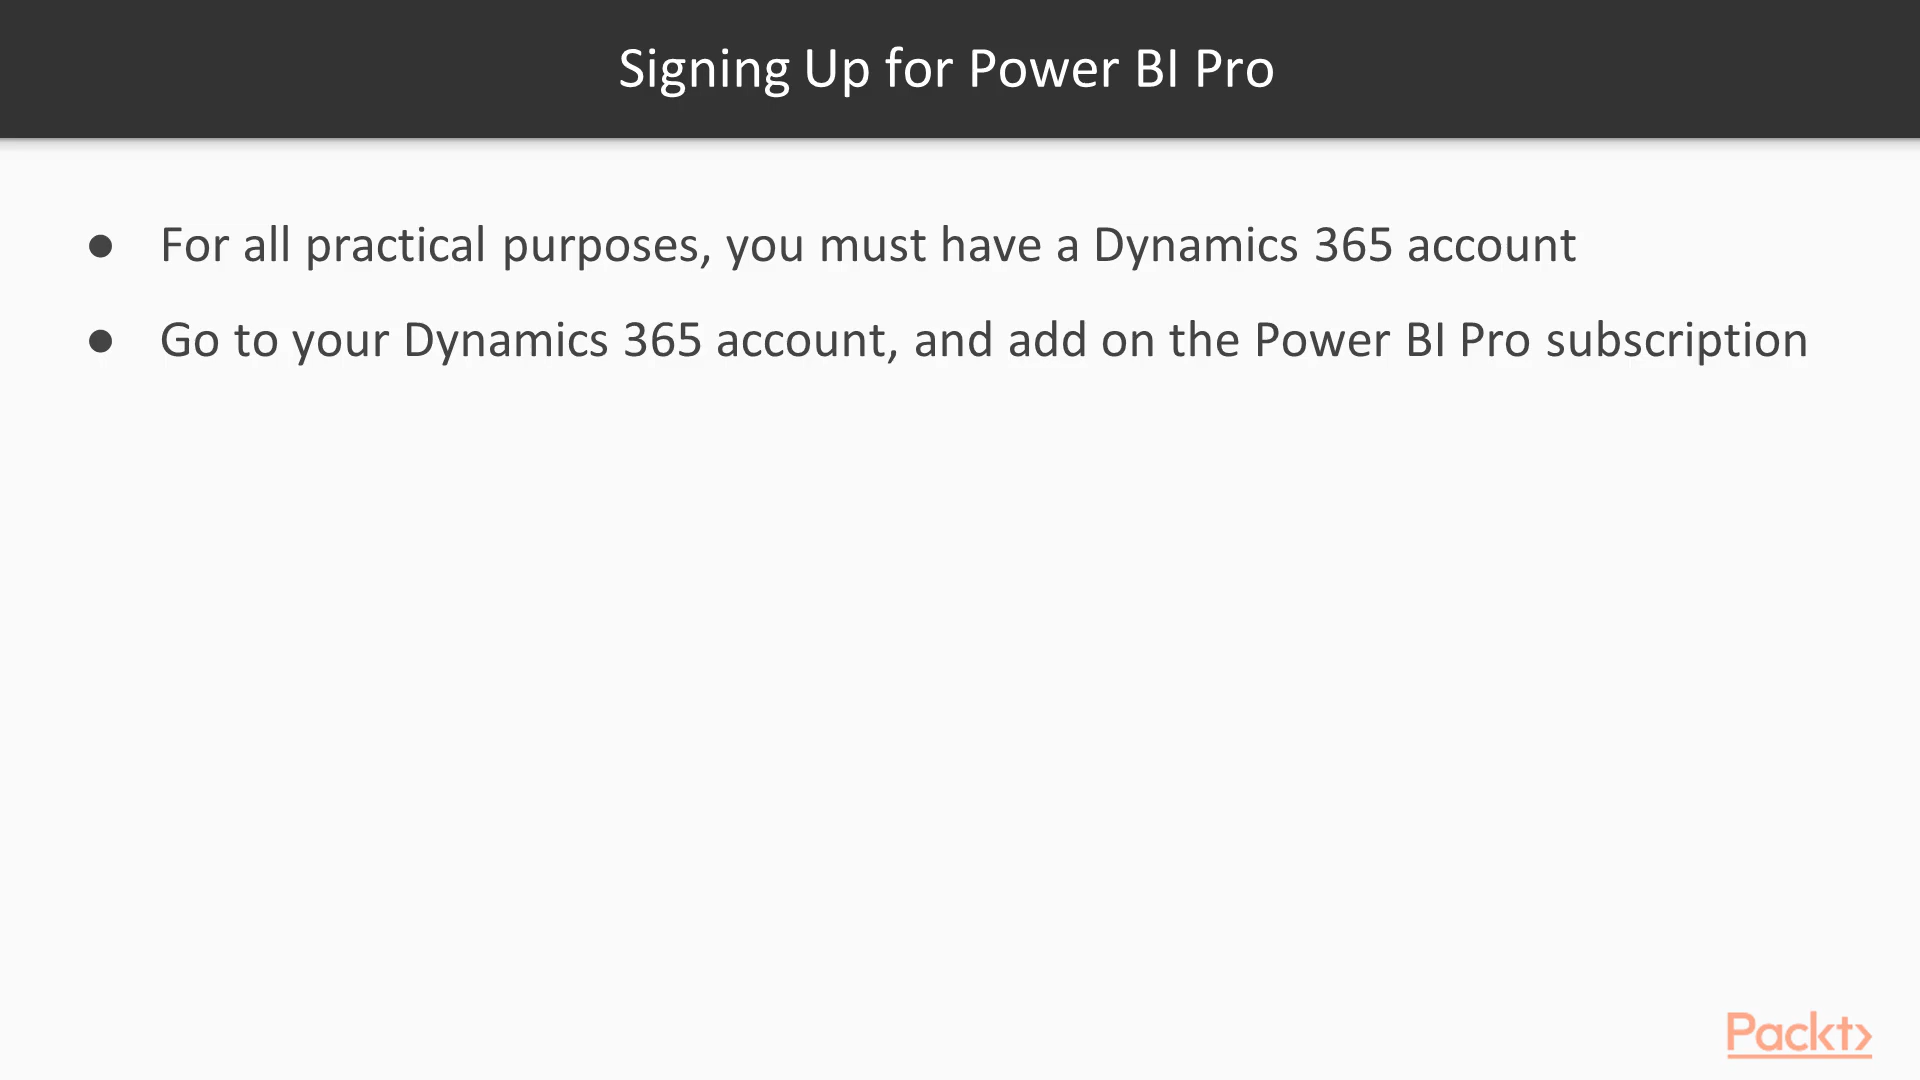 Signing Up for Power BI Pro
● For all practical purposes, you must have a Dynamics 365 account
● Go to your Dynamics 365 account, and add on the Power BI Pro subscription
Packt>